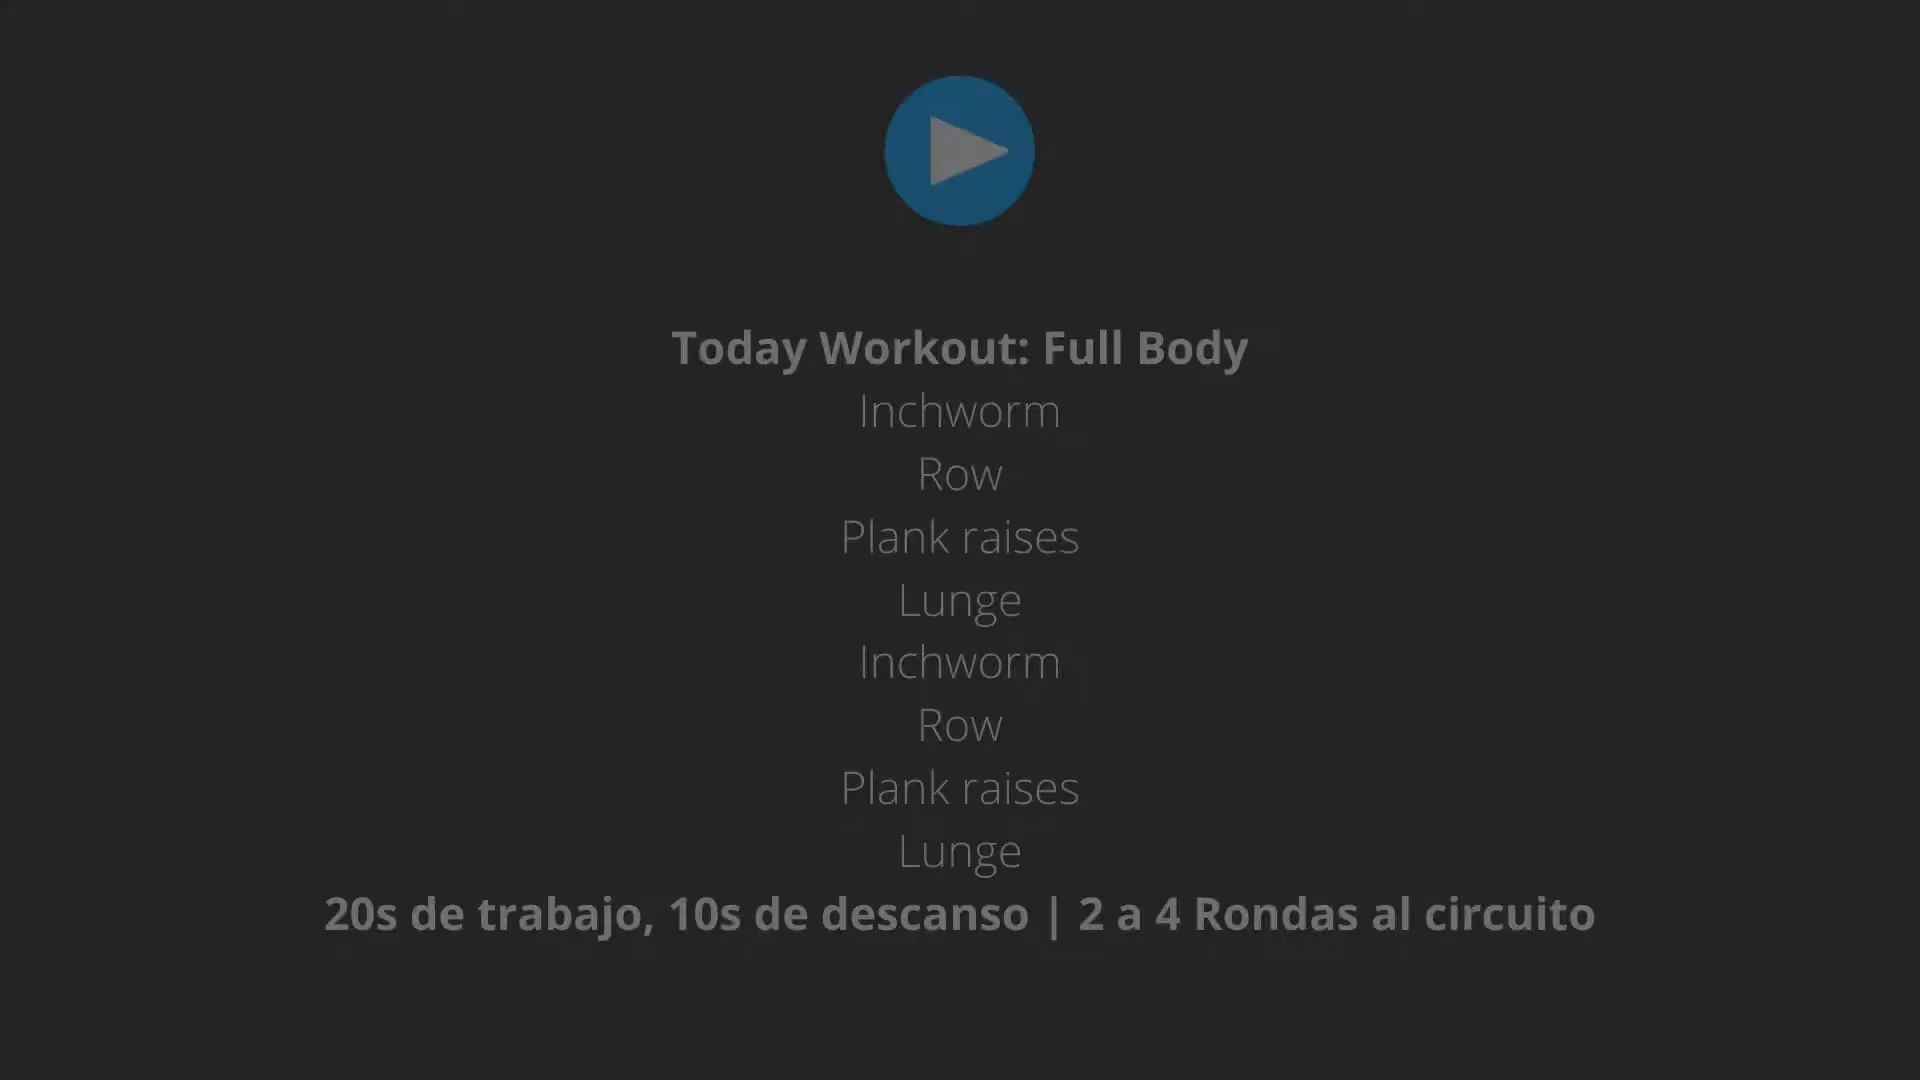 Today Workout: Full Body
Inchworm
Row
Plank raises
Lunge
Inchworm
Row
Plank raises
Lunge
20s de trabajo, 10s de descanso | 2 a 4 Rondas al circuito